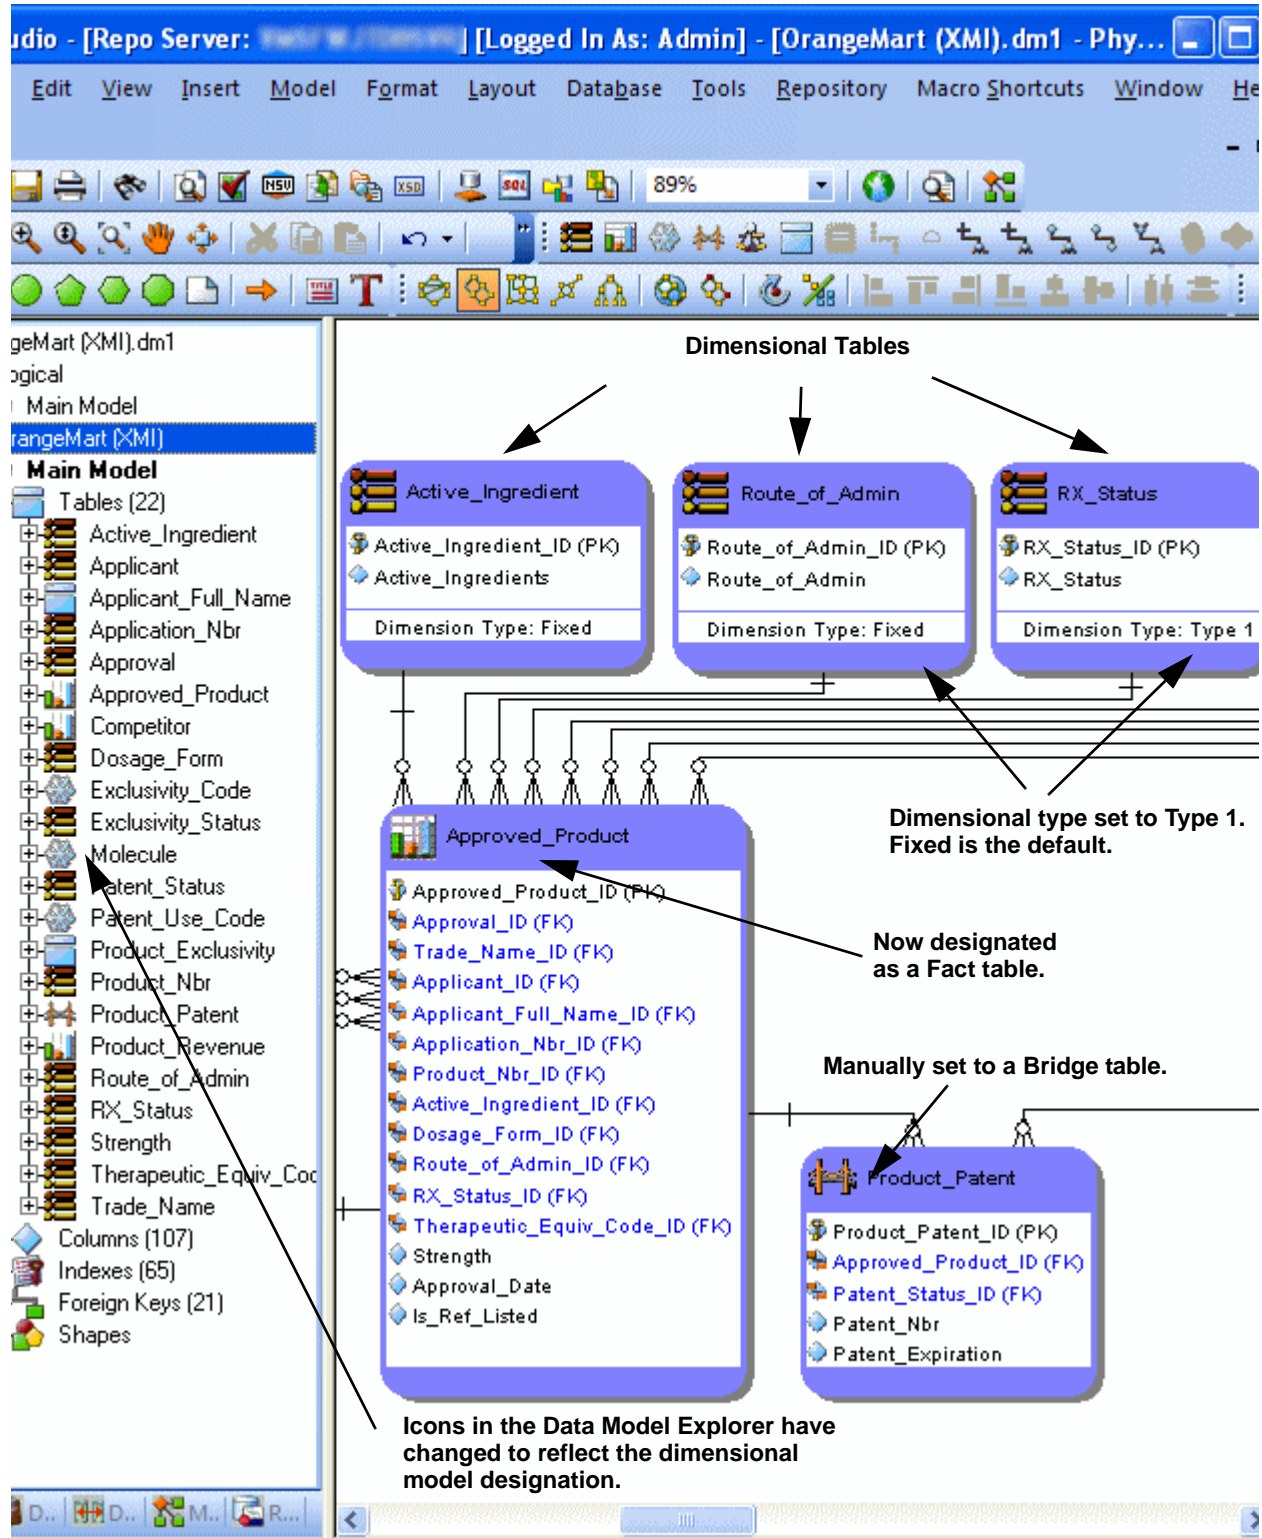 udio - [Repo Server: ] [Logged In As: Admin] - [OrangeMart (XMI).dm1 - Phy...
Edit View Insert Model Format Layout Database Tools Repository Macro Shortcuts Window He
NSV XSD SQL 89%
TITLE T
geMart (XMI).dm1
ogical
Main Model
rangeMart (XMI)
Main Model
Tables (22)
Active_Ingredient
Applicant
Applicant_Full_Name
Application_Nbr
Approval
Approved_Product
Competitor
Dosage_Form
Exclusivity_Code
Exclusivity_Status
Molecule
Patent_Status
Patent_Use_Code
Product_Exclusivity
Product_Nbr
Product_Patent
Product_Revenue
Route_of_Admin
RX_Status
Strength
Therapeutic_Equiv_Coc
Trade_Name
Columns (107)
Indexes (65)
Foreign Keys (21)
Shapes
D.. D.. M.. R...
Dimensional Tables
Active_Ingredient
Active_Ingredient_ID (PK)
Active_Ingredients
Dimension Type: Fixed
Route_of_Admin
Route_of_Admin_ID (PK)
Route_of_Admin
Dimension Type: Fixed
RX_Status
RX_Status_ID (PK)
RX_Status
Dimension Type: Type 1
Dimensional type set to Type 1.
Fixed is the default.
Approved_Product
Approved_Product_ID (PK)
Approval_ID (FK)
Trade_Name_ID (FK)
Applicant_ID (FK)
Applicant_Full_Name_ID (FK)
Application_Nbr_ID (FK)
Product_Nbr_ID (FK)
Active_Ingredient_ID (FK)
Dosage_Form_ID (FK)
Route_of_Admin_ID (FK)
RX_Status_ID (FK)
Therapeutic_Equiv_Code_ID (FK)
Strength
Approval_Date
Is_Ref_Listed
Now designated
as a Fact table.
Manually set to a Bridge table.
Product_Patent
Product_Patent_ID (PK)
Approved_Product_ID (FK)
Patent_Status_ID (FK)
Patent_Nbr
Patent_Expiration
Icons in the Data Model Explorer have
changed to reflect the dimensional
model designation.